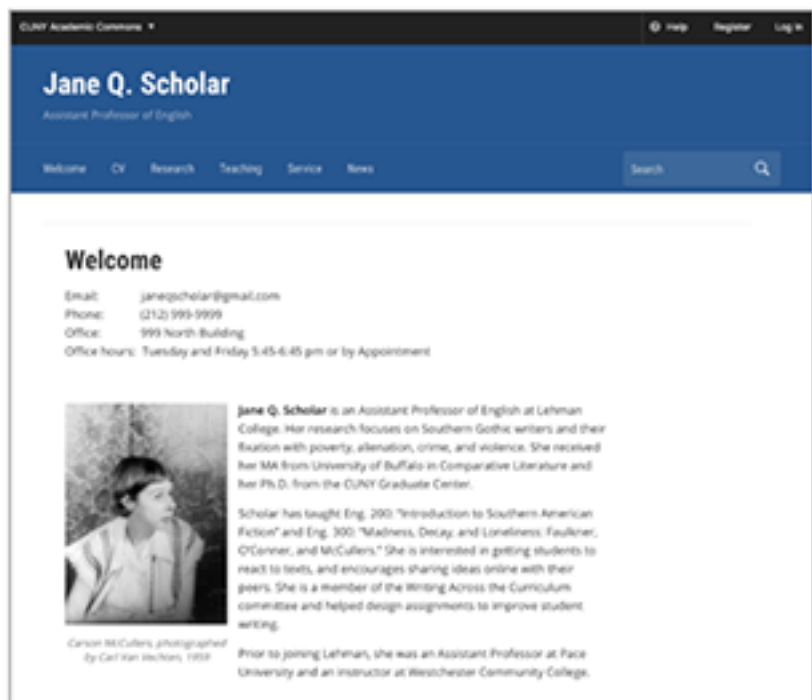 CUNY Academic Commons
Help Register Log in
Jane Q. Scholar
Assistant Professor of English
Welcome CV Research Teaching Service News
Search
Welcome
Email: janeqscholar@gmail.com
Phone: (212) 999-9999
Office: 999 North Building
Office hours: Tuesday and Friday 5:45-6:45 pm or by Appointment
Jane Q. Scholar is an Assistant Professor of English at Lehman
College. Her research focuses on Southern Gothic writers and their
fixation with poverty, alienation, crime, and violence. She received
her MA from University of Buffalo in Comparative Literature and
her Ph.D. from the CUNY Graduate Center.
Scholar has taught Eng. 200: "Introduction to Southern American
Fiction" and Eng. 300: "Madness, Decay, and Loneliness: Faulkner,
O'Conner, and McCullers." She is interested in getting students to
react to texts, and encourages sharing ideas online with their
peers. She is a member of the Writing Across the Curriculum
committee and helped design assignments to improve student
writing.
Prior to joining Lehman, she was an Assistant Professor at Pace
University and an instructor at Westchester Community College.
Carson McCullers, photographed
by Carl Van Vechten, 1959